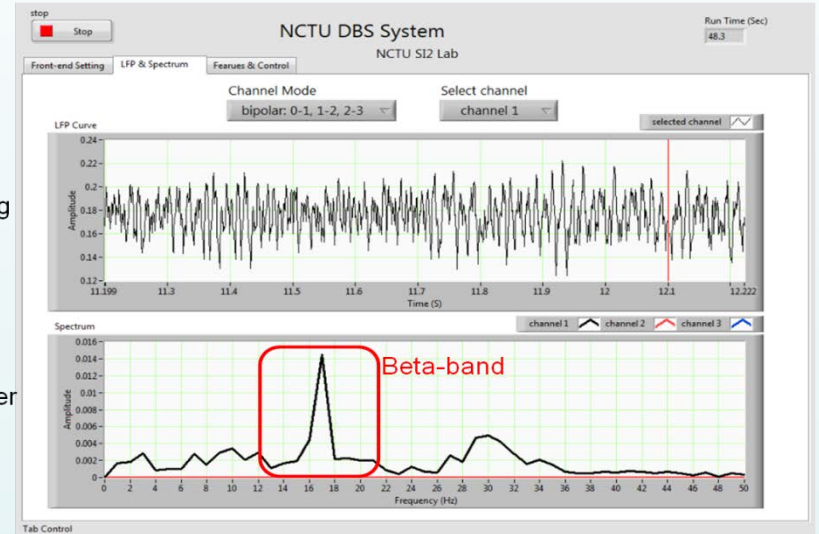 stop
Stop
NCTU DBS System
NCTU SI2 Lab
Run Time (Sec)
48.3
Front-end Setting LFP & Spectrum Fearues & Control
Channel Mode Select channel
bipolar: 0-1, 1-2, 2-3 channel 1
LFP Curve selected channel
0.24
0.22
0.2
0.18
0.16
0.14
0.12
Amplitude
11.199 11.3 11.4 11.5 11.6 11.7 11.8 11.9 12 12.1 12.222
Time (S)
Spectrum channel 1 channel 2 channel 3
0.016
0.014
0.012
0.01
0.008
0.006
0.004
0.002
0
Amplitude
Beta-band
0 2 4 6 8 10 12 14 16 18 20 22 24 26 28 30 32 34 36 38 40 42 44 46 48 50
Frequency (Hz)
Tab Control